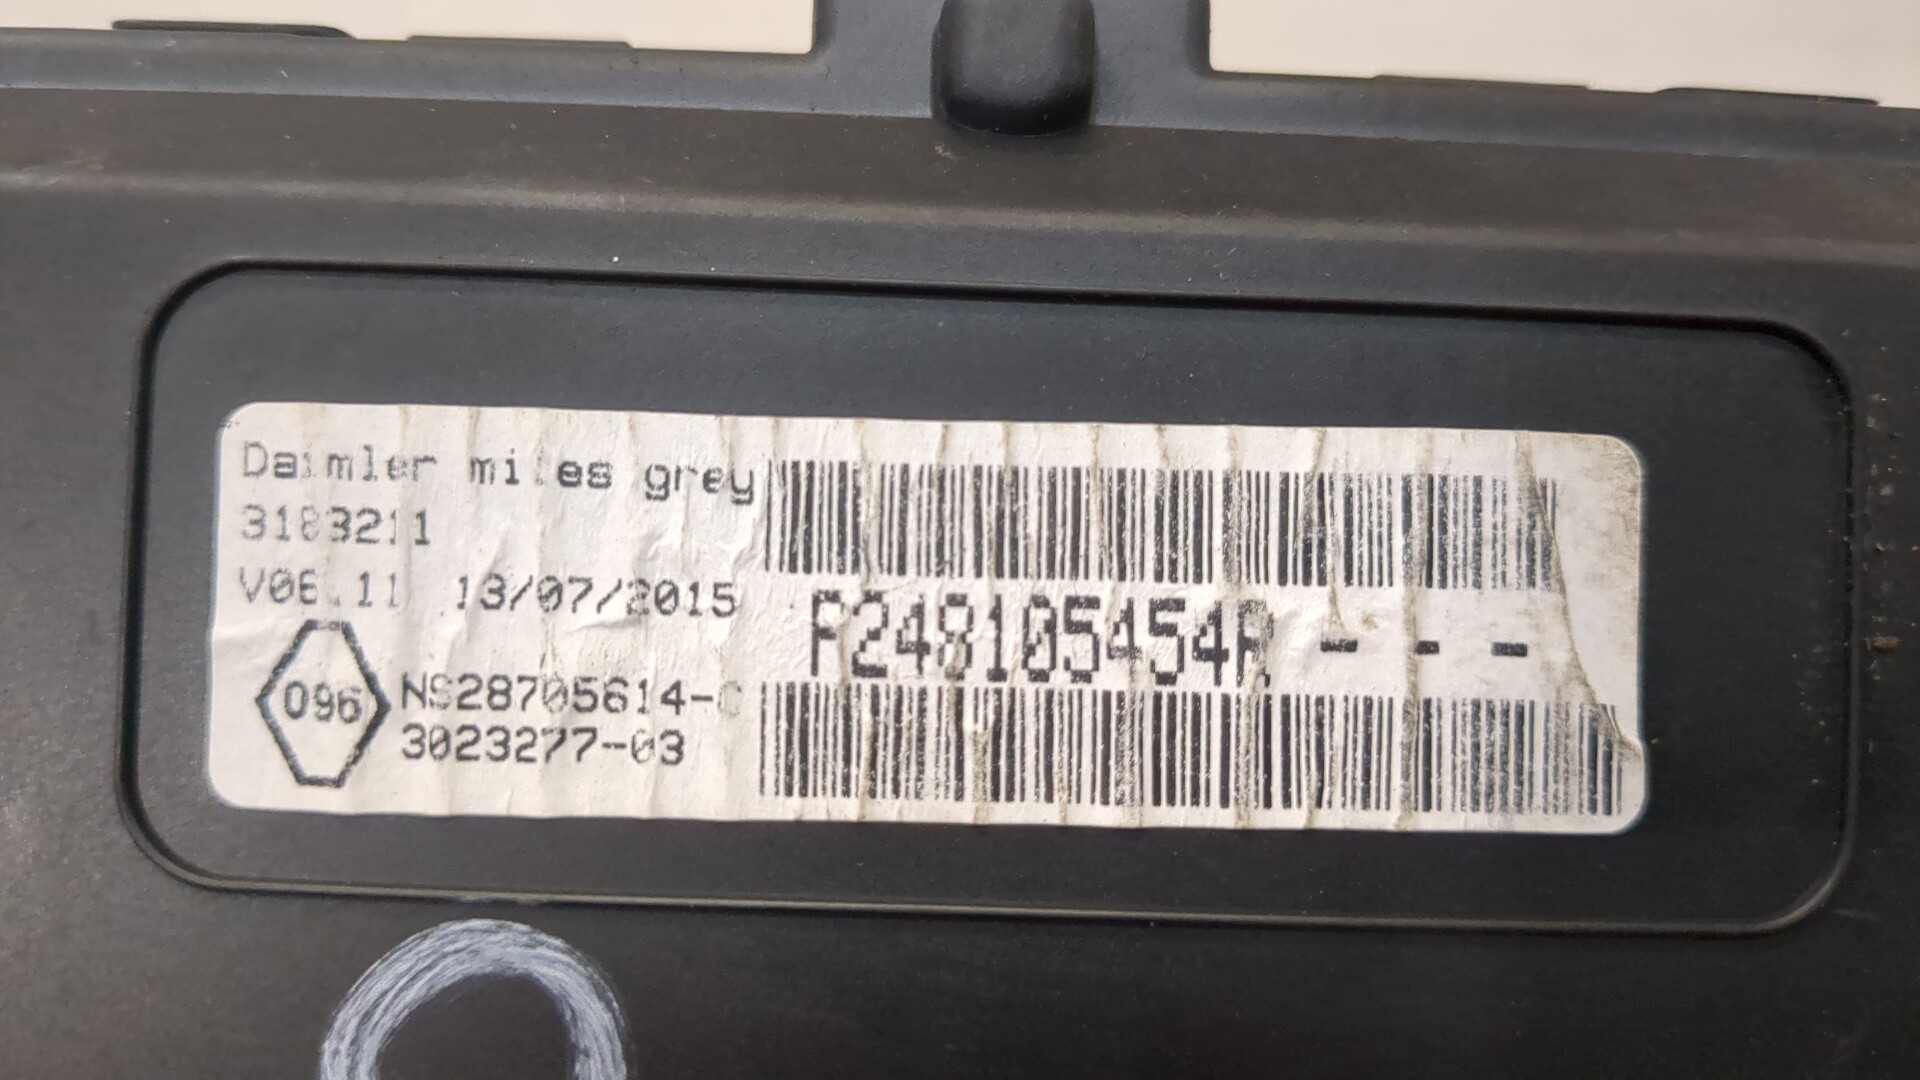 Daimler miles grey
3183211
V06.11 13/07/2015
P248105454R - - -
096
NS28705614-C
3023277-03